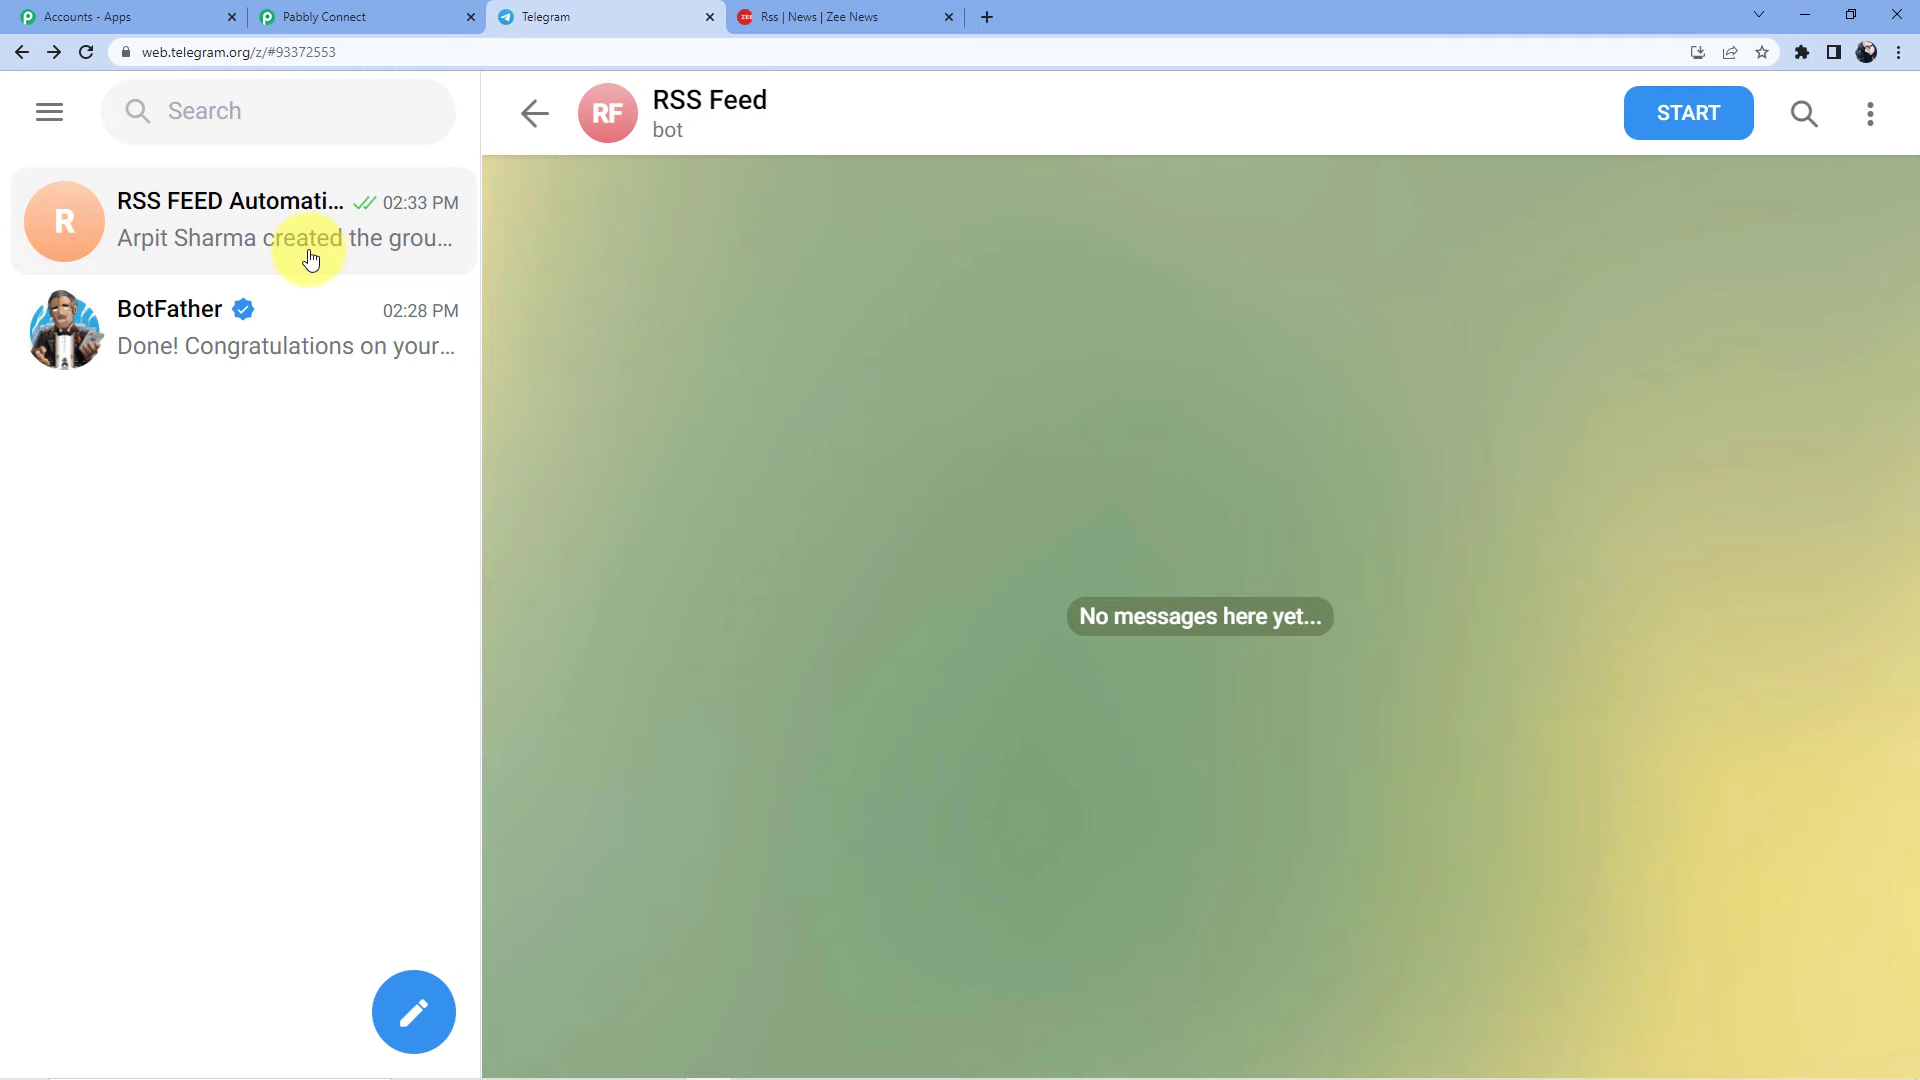 Accounts - Apps
Pabbly Connect
Telegram
ZEE
Rss | News | Zee News
web.telegram.org/z/#93372553
Search
RF
RSS Feed
bot
START
R
RSS FEED Automati...
02:33 PM
Arpit Sharma created the grou...
BotFather
02:28 PM
Done! Congratulations on your...
No messages here yet...